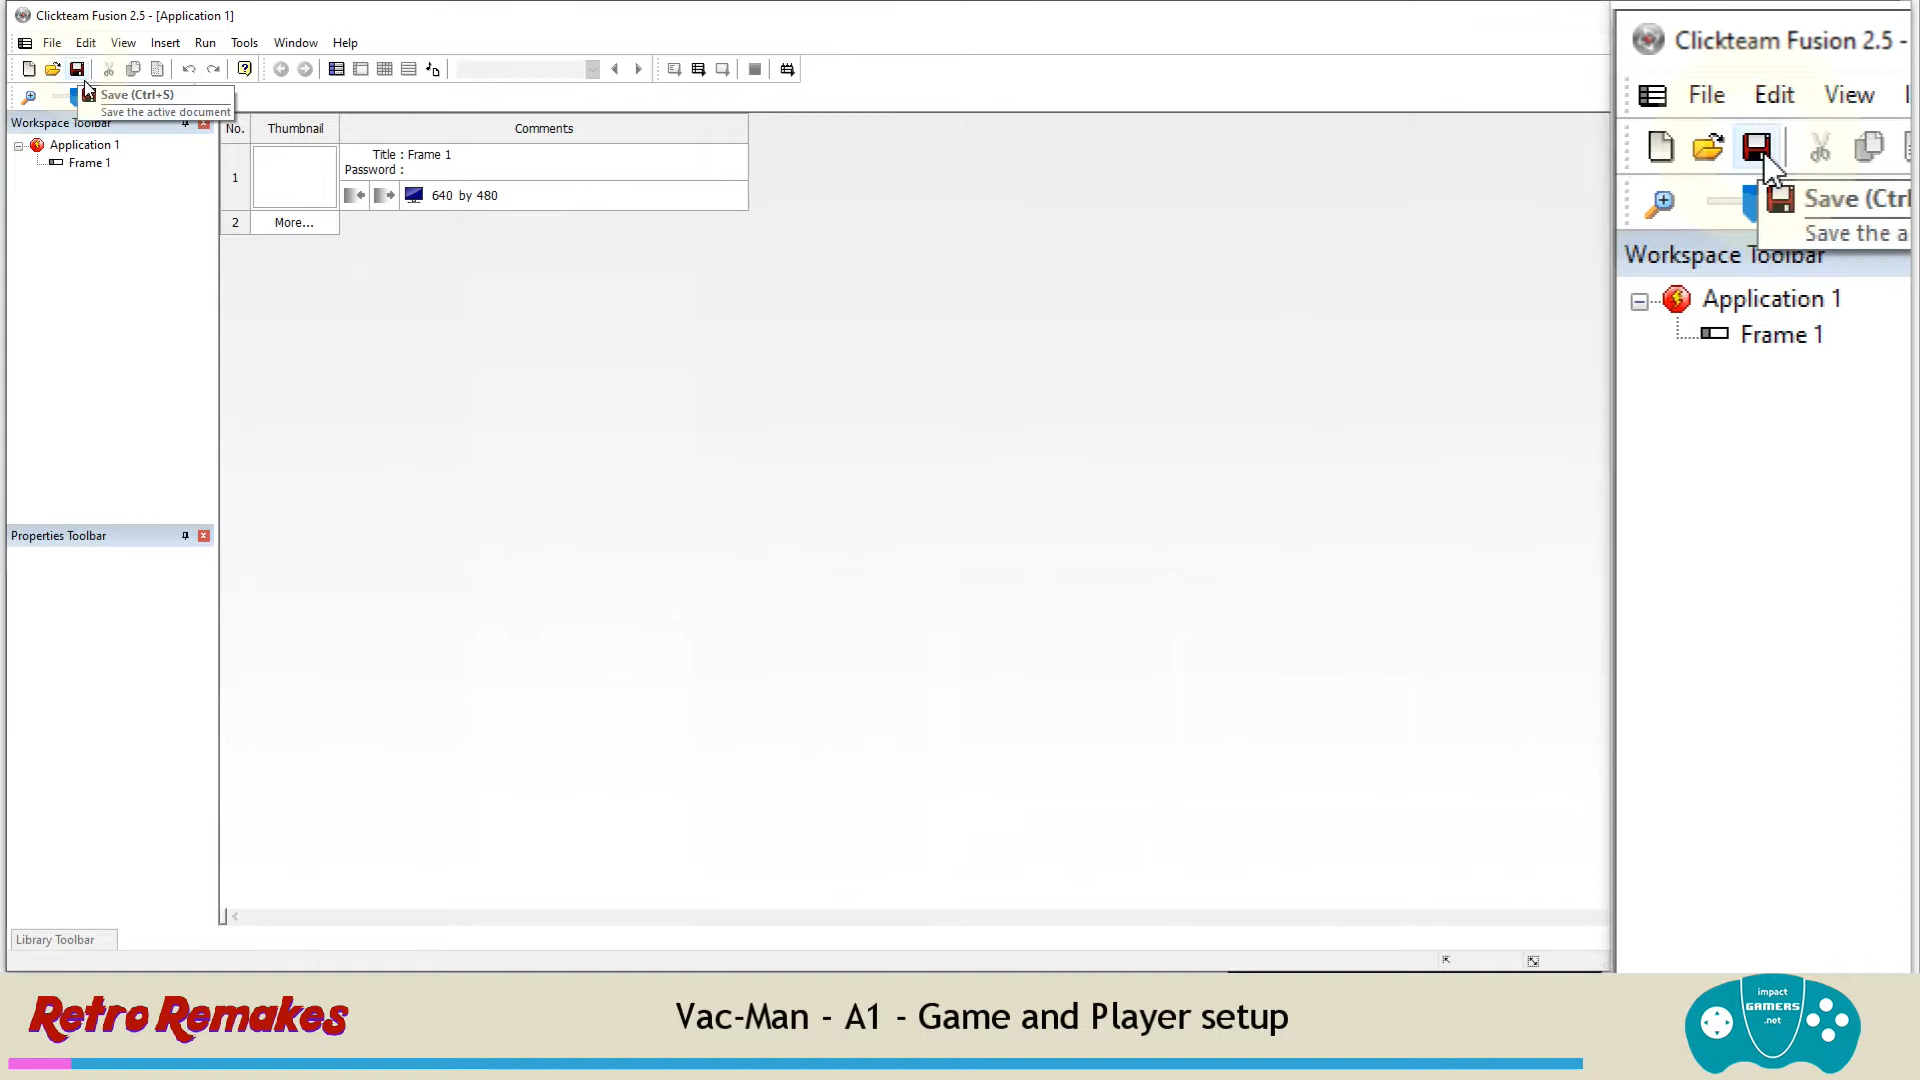 Clickteam Fusion 2.5 - [Application 1]
File Edit View Insert Run Tools Window Help
Save (Ctrl+S)
Save the active document
Workspace Toolbar
Application 1
Frame 1
No. Thumbnail Comments
1
Title : Frame 1
Password :
640 by 480
2 More...
Properties Toolbar
Library Toolbar
Clickteam Fusion 2.5 -
File Edit View
Save (Ctrl
Save the a
Workspace Toolbar
Application 1
Frame 1
Retro Remakes
Vac-Man - A1 - Game and Player setup
impact
GAMERS
.net